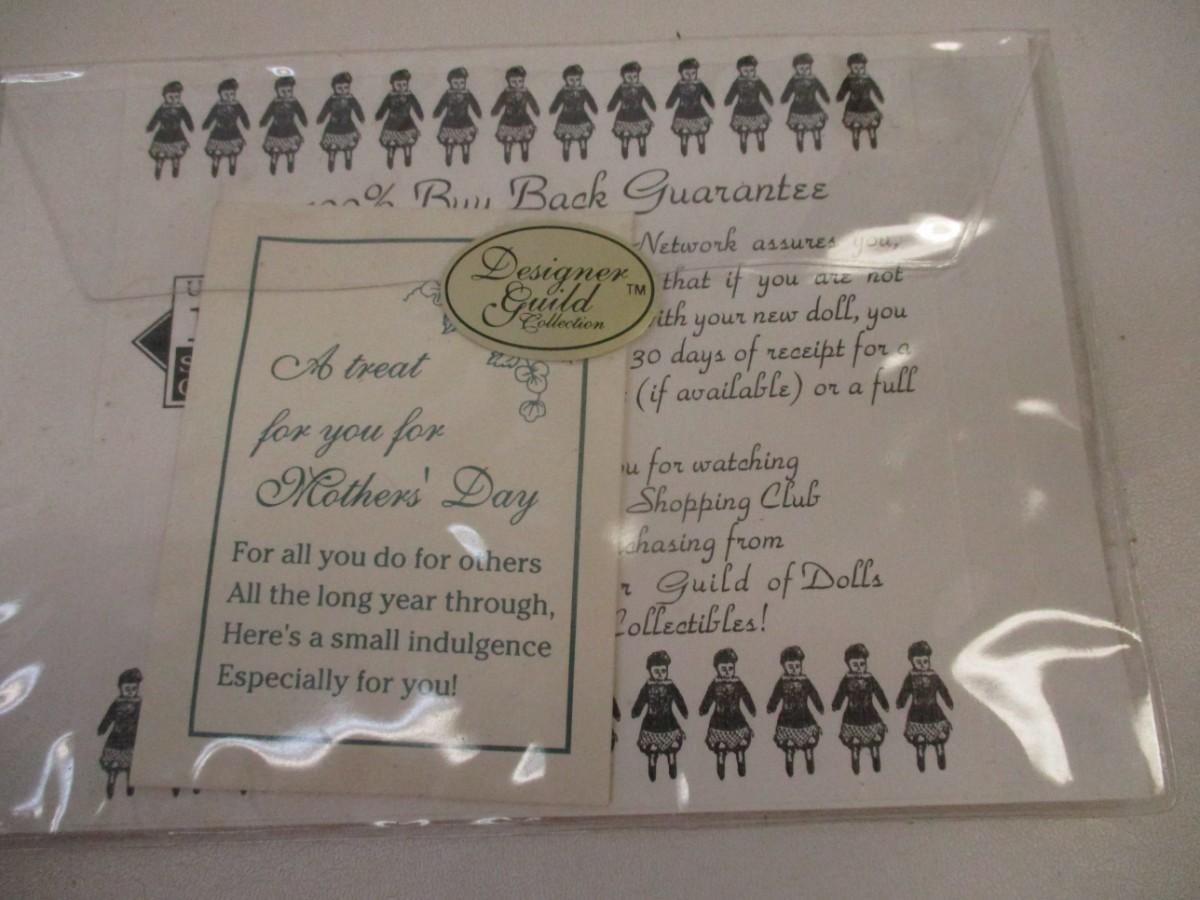 Buy Back Guarantee
Network assures you,
that if you are not
with your new doll, you
30 days of receipt for a
(if available) or a full
for watching
Shopping Club
from
Guild of Dolls
Collectibles!
Designer
Guild
Collection
TM
A treat
for you for
Mothers' Day
For all you do for others
All the long year through,
Here's a small indulgence
Especially for you!